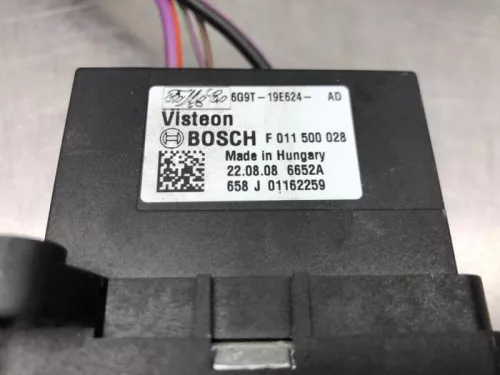 6G9T-19E624- AD
Visteon
BOSCH F 011 500 028
Made in Hungary
22.08.08 6652A
658 J 01162259